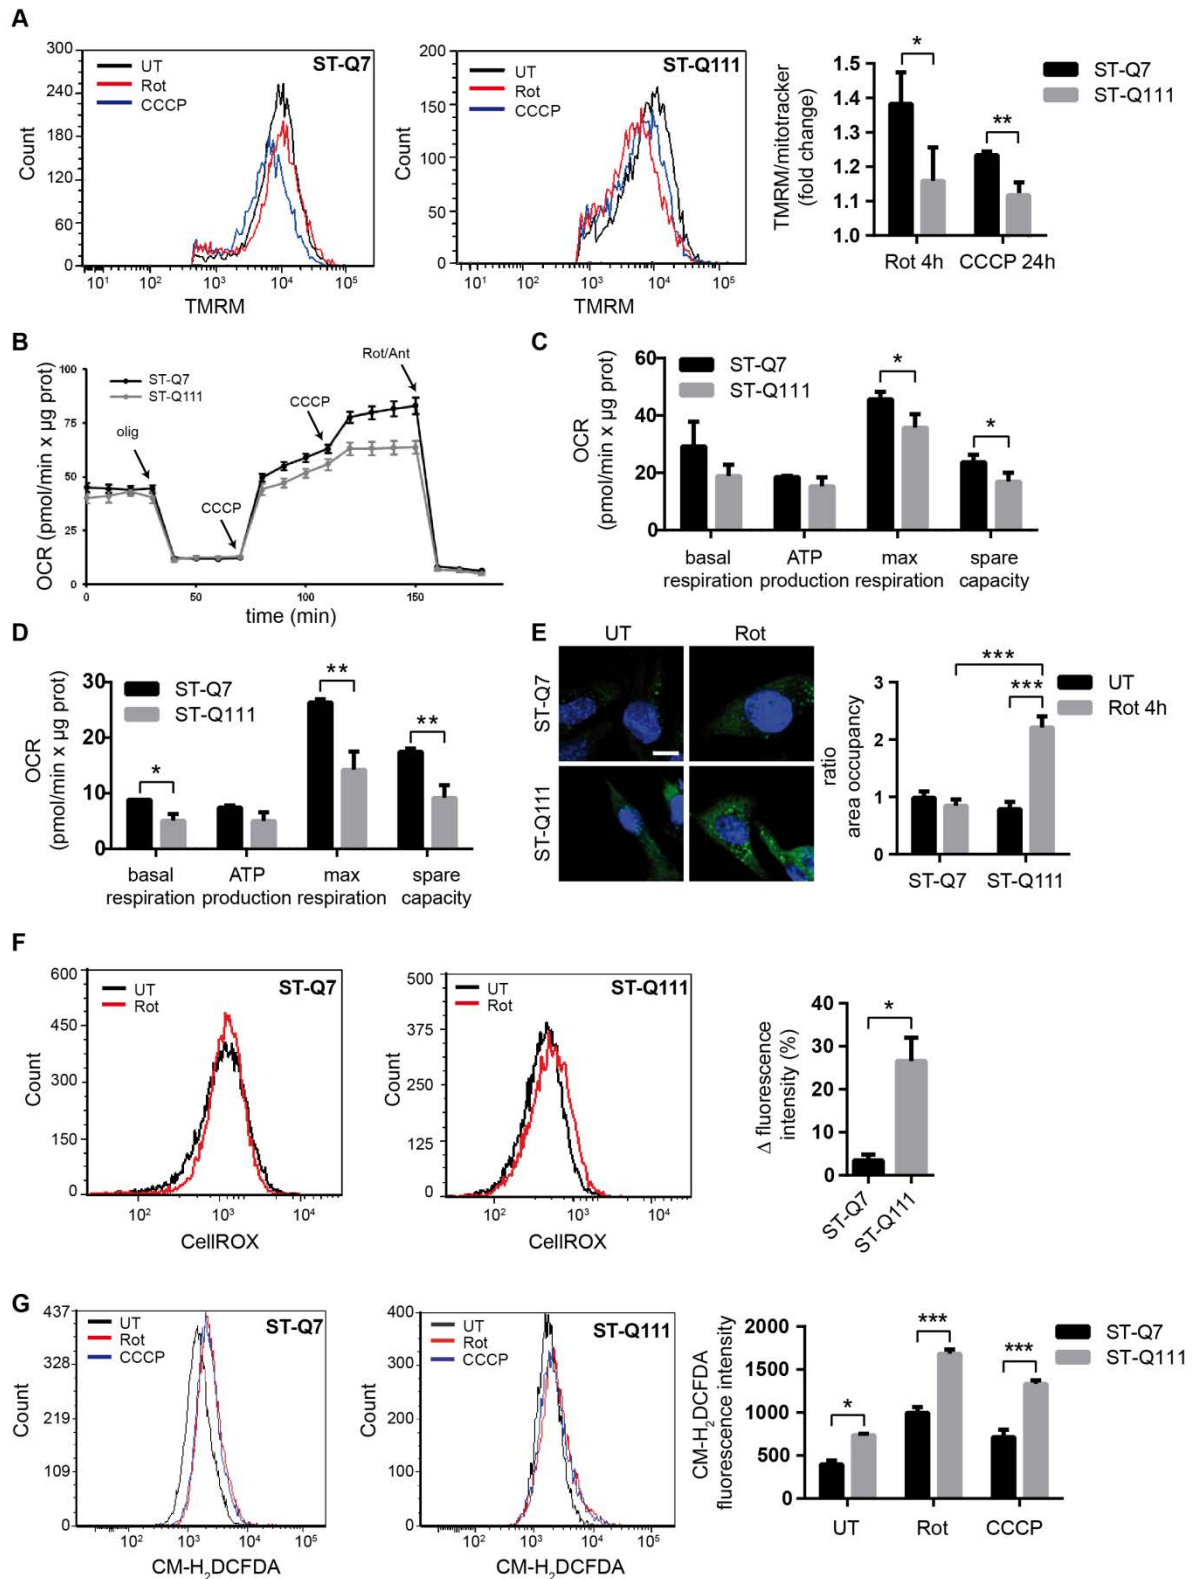 A
300
240
180
120
60
0
Count
UT
Rot
CCCP
ST-Q7
10¹
10²
10³
10⁴
10⁵
TMRM
200
150
100
50
0
Count
UT
Rot
CCCP
ST-Q111
10¹
10²
10³
10⁴
10⁵
TMRM
TMRM/mitotracker
(fold change)
1.5
1.4
1.3
1.2
1.1
1.0
*
**
Rot 4h
CCCP 24h
ST-Q7
ST-Q111
B
OCR (pmol/min x µg prot)
100
75
50
25
0
ST-Q7
ST-Q111
olig
CCCP
CCCP
Rot/Ant
0
50
100
150
time (min)
C
OCR
(pmol/min x µg prot)
60
40
20
0
ST-Q7
ST-Q111
*
*
basal respiration
ATP production
max respiration
spare capacity
D
OCR
(pmol/min x µg prot)
30
20
10
0
ST-Q7
ST-Q111
*
**
**
basal respiration
ATP production
max respiration
spare capacity
E
UT
Rot
ST-Q7
ST-Q111
ratio
area occupancy
3
2
1
0
***
***
UT
Rot 4h
ST-Q7
ST-Q111
F
600
450
300
150
0
Count
UT
Rot
ST-Q7
10²
10³
10⁴
CellROX
500
375
250
125
0
Count
UT
Rot
ST-Q111
10²
10³
10⁴
CellROX
Δ fluorescence
intensity (%)
40
30
20
10
0
*
ST-Q7
ST-Q111
G
437
328
219
109
0
Count
UT
Rot
CCCP
ST-Q7
10²
10³
10⁴
10⁵
CM-H₂DCFDA
400
300
200
100
0
Count
UT
Rot
CCCP
ST-Q111
10²
10³
10⁴
10⁵
CM-H₂DCFDA
CM-H₂DCFDA
fluorescence intensity
2000
1500
1000
500
0
*
***
***
UT
Rot
CCCP
ST-Q7
ST-Q111